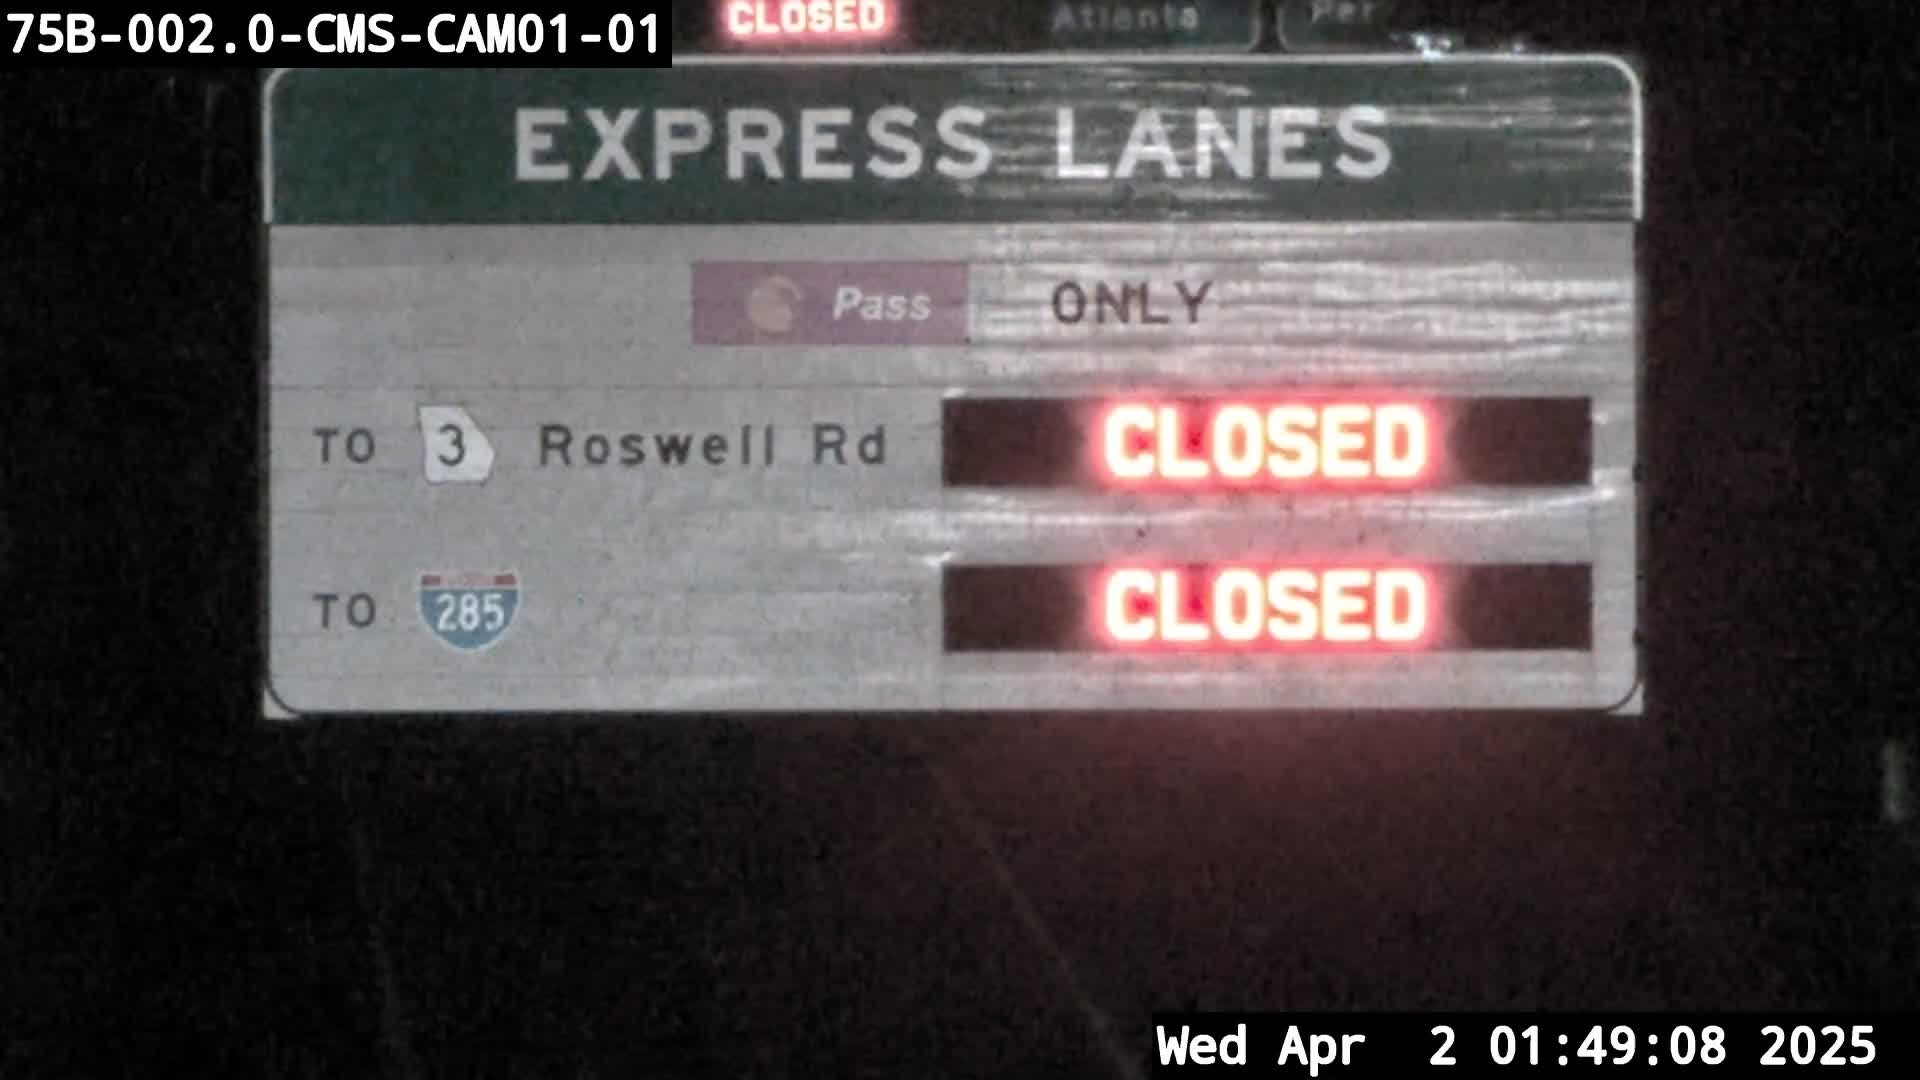 75B-002.0-CMS-CAM01-01
CLOSED
Atlanta
Per
EXPRESS LANES
Pass ONLY
TO 3 Roswell Rd CLOSED
TO 285 CLOSED
Wed Apr 2 01:49:08 2025